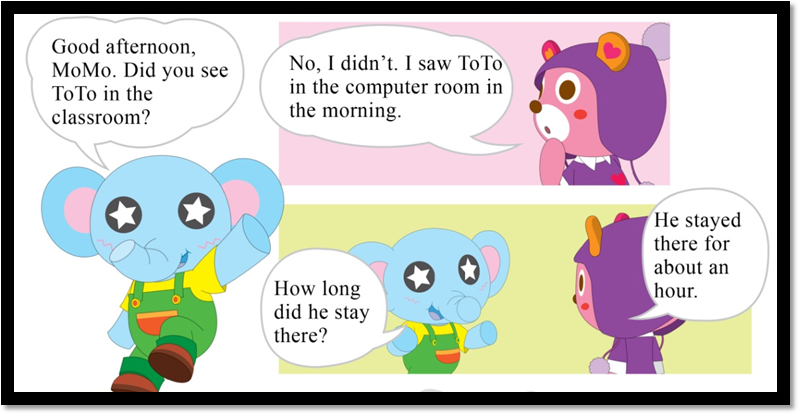 Good afternoon,
MoMo. Did you see
ToTo in the
classroom?
No, I didn't. I saw ToTo
in the computer room in
the morning.
How long
did he stay
there?
He stayed
there for
about an
hour.